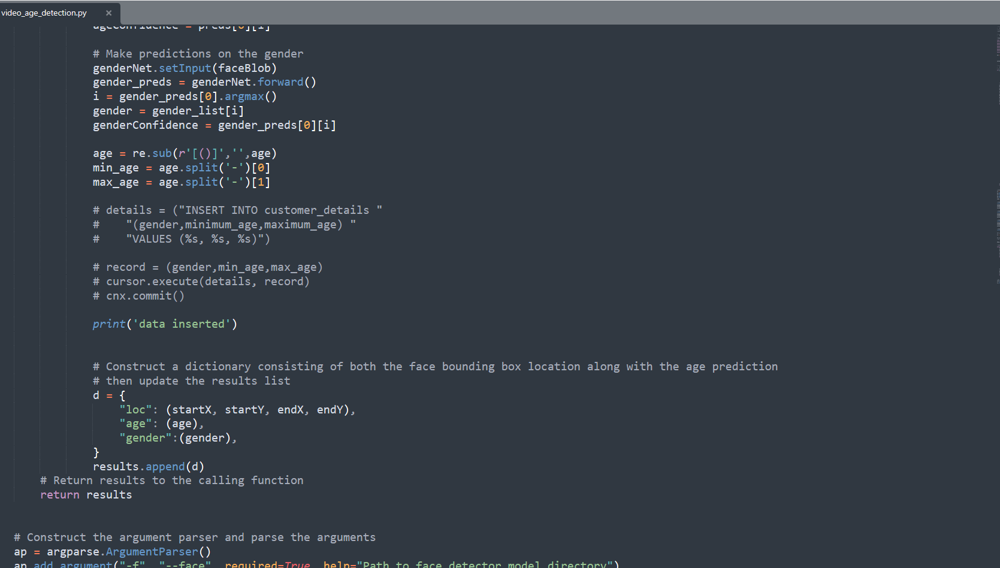 video_age_detection.py ×
ageConfidence = preds[0][i]
# Make predictions on the gender
genderNet.setInput(faceBlob)
gender_preds = genderNet.forward()
i = gender_preds[0].argmax()
gender = gender_list[i]
genderConfidence = gender_preds[0][i]
age = re.sub(r'[()]','',age)
min_age = age.split('-')[0]
max_age = age.split('-')[1]
# details = ("INSERT INTO customer_details "
#    "(gender,minimum_age,maximum_age) "
#    "VALUES (%s, %s, %s)")
# record = (gender,min_age,max_age)
# cursor.execute(details, record)
# cnx.commit()
print('data inserted')
# Construct a dictionary consisting of both the face bounding box location along with the age prediction
# then update the results list
d = {
"loc": (startX, startY, endX, endY),
"age": (age),
"gender":(gender),
}
results.append(d)
# Return results to the calling function
return results
# Construct the argument parser and parse the arguments
ap = argparse.ArgumentParser()
ap.add_argument("-f", "--face", required=True, help="Path to face detector model directory")